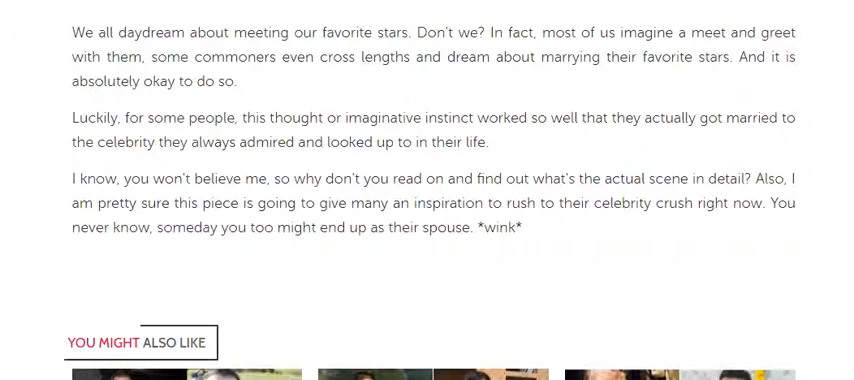 We all daydream about meeting our favorite stars. Don't we? In fact, most of us imagine a meet and greet
with them, some commoners even cross lengths and dream about marrying their favorite stars. And it is
absolutely okay to do so.
Luckily, for some people, this thought or imaginative instinct worked so well that they actually got married to
the celebrity they always admired and looked up to in their life.
I know, you won't believe me, so why don't you read on and find out what's the actual scene in detail? Also, I
am pretty sure this piece is going to give many an inspiration to rush to their celebrity crush right now. You
never know, someday you too might end up as their spouse. *wink*
YOU MIGHT ALSO LIKE